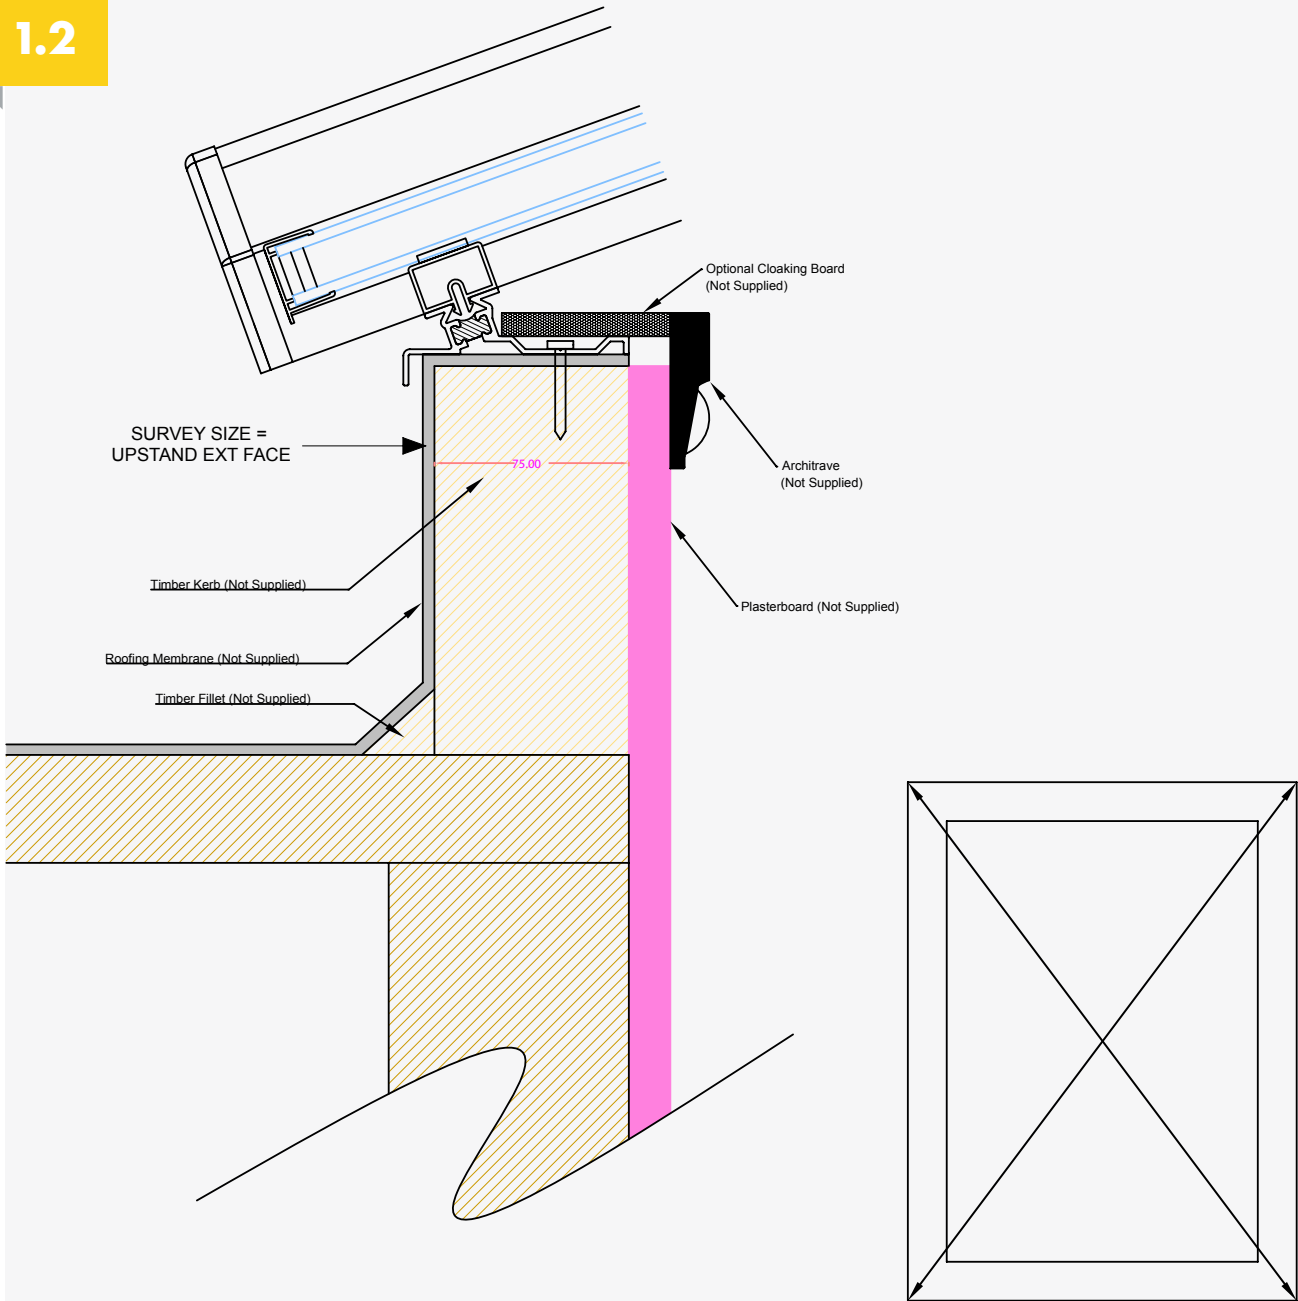 1.2
Optional Cloaking Board
(Not Supplied)
SURVEY SIZE =
UPSTAND EXT FACE
75.00
Architrave
(Not Supplied)
Timber Kerb (Not Supplied)
Plasterboard (Not Supplied)
Roofing Membrane (Not Supplied)
Timber Fillet (Not Supplied)